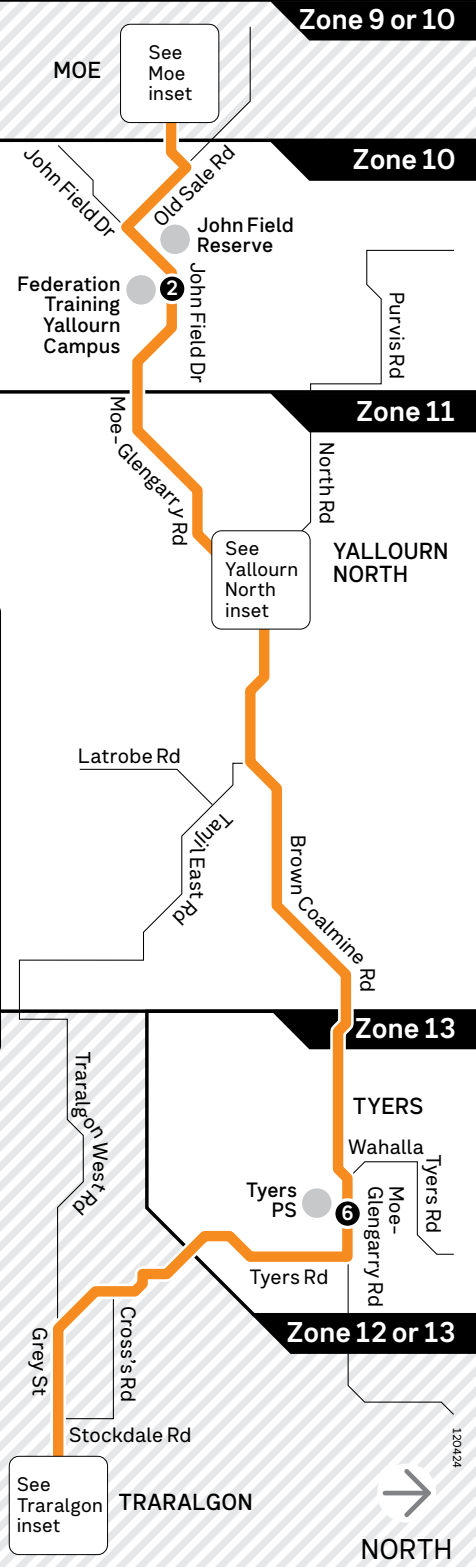 Zone 9 or 10
MOE
See
Moe
inset
Zone 10
John Field Dr
Old Sale Rd
John Field
Reserve
Federation
Training
Yallourn
Campus
2
John Field Dr
Purvis Rd
Zone 11
Moe-Glengarry Rd
North Rd
See
Yallourn
North
inset
YALLOURN
NORTH
Latrobe Rd
Tanjil East Rd
Brown Coalmine Rd
Zone 13
TYERS
Traralgon West Rd
Wahalla
Tyers Rd
Tyers
PS
6
Moe-
Glengarry Rd
Tyers Rd
Zone 12 or 13
Cross's Rd
Grey St
Stockdale Rd
See
Traralgon
inset
TRARALGON
120424
NORTH